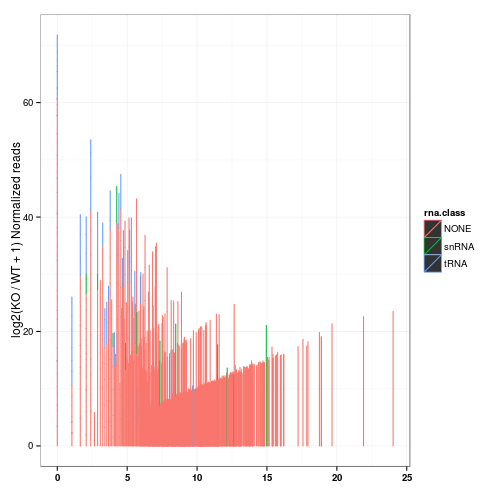 log2(KO / WT + 1) Normalized reads
60
40
20
0
0 5 10 15 20 25
rna.class
NONE
snRNA
tRNA